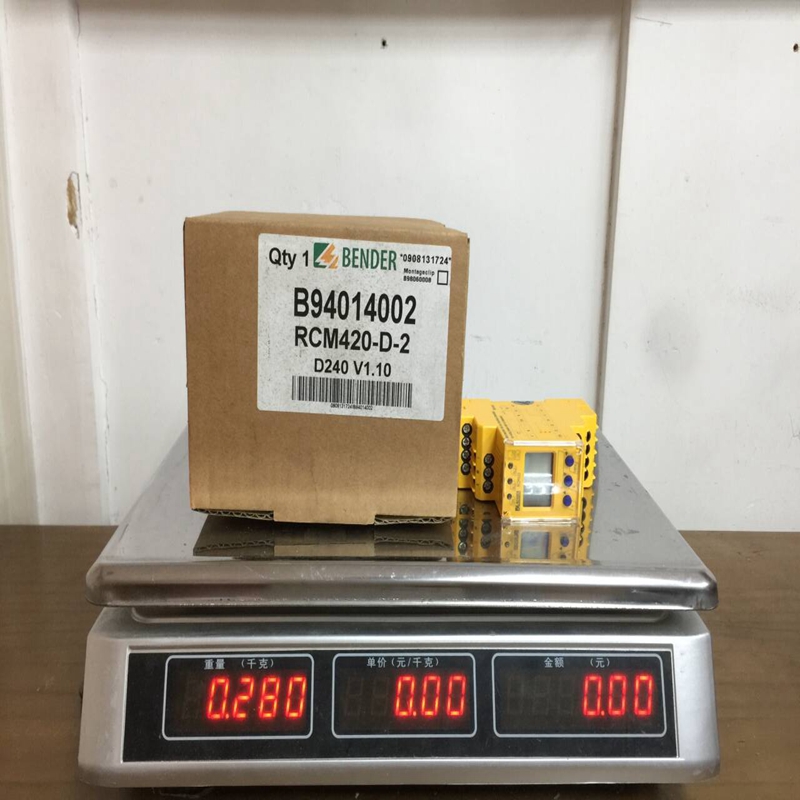 Qty 1 BENDER "0908131724"
Montageclip
B98060008
B94014002
RCM420-D-2
D240 V1.10
重量 (千克) 单价(元/千克) 金额 (元)
0.280 0.00 0.00